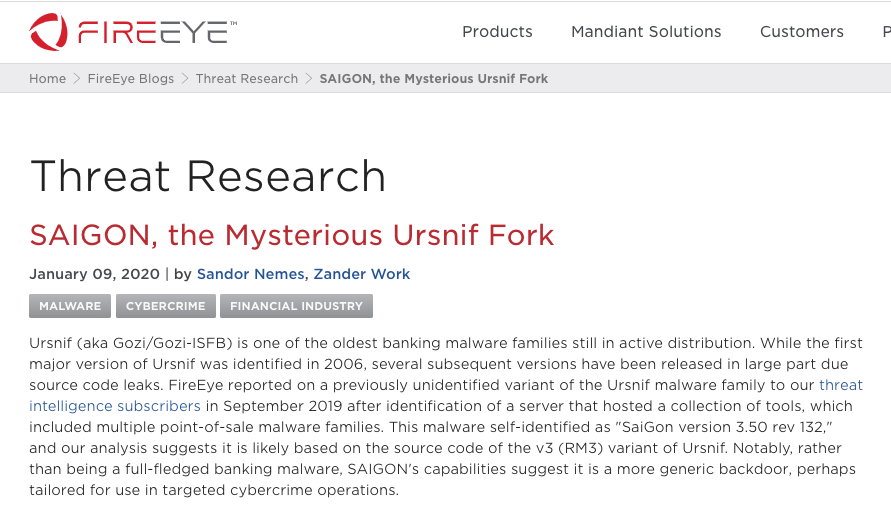 FIREEYE™
Products Mandiant Solutions Customers P
Home > FireEye Blogs > Threat Research > SAIGON, the Mysterious Ursnif Fork
Threat Research
SAIGON, the Mysterious Ursnif Fork
January 09, 2020 | by Sandor Nemes, Zander Work
MALWARE CYBERCRIME FINANCIAL INDUSTRY
Ursnif (aka Gozi/Gozi-ISFB) is one of the oldest banking malware families still in active distribution. While the first
major version of Ursnif was identified in 2006, several subsequent versions have been released in large part due
source code leaks. FireEye reported on a previously unidentified variant of the Ursnif malware family to our threat
intelligence subscribers in September 2019 after identification of a server that hosted a collection of tools, which
included multiple point-of-sale malware families. This malware self-identified as "SaiGon version 3.50 rev 132,"
and our analysis suggests it is likely based on the source code of the v3 (RM3) variant of Ursnif. Notably, rather
than being a full-fledged banking malware, SAIGON's capabilities suggest it is a more generic backdoor, perhaps
tailored for use in targeted cybercrime operations.